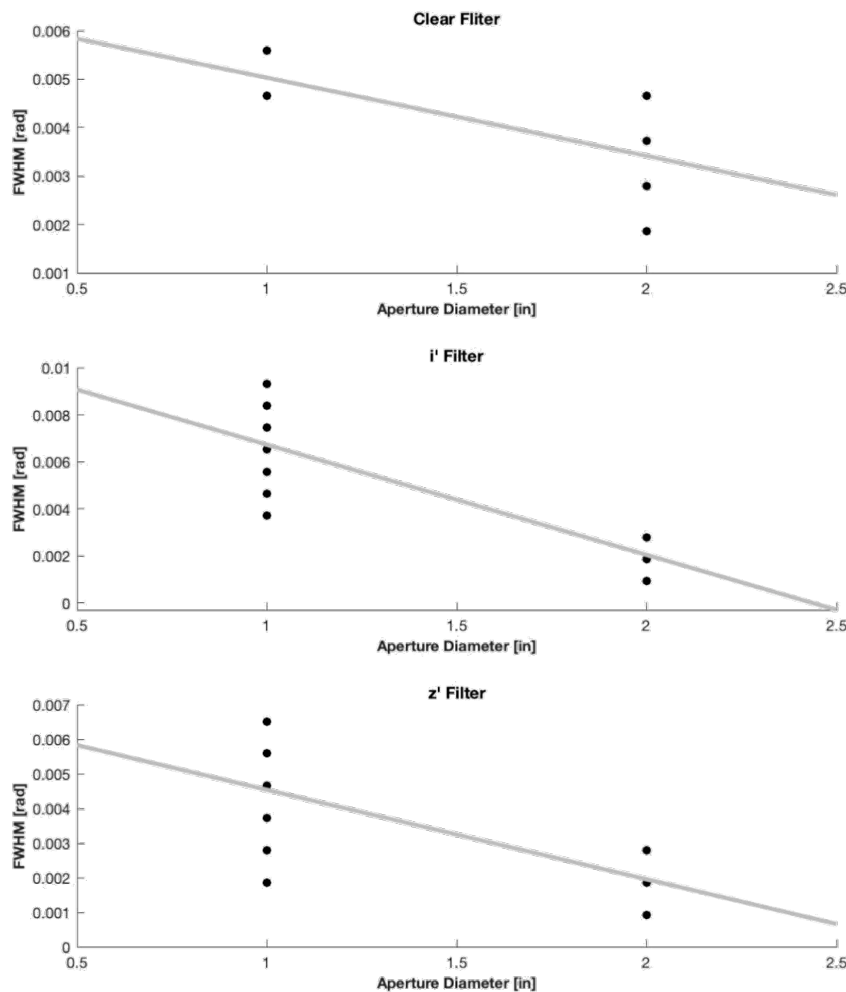 Clear Fliter
0.006
0.005
0.004
0.003
0.002
0.001
FWHM [rad]
0.5 1 1.5 2 2.5
Aperture Diameter [in]
i' Filter
0.01
0.008
0.006
0.004
0.002
0
FWHM [rad]
0.5 1 1.5 2 2.5
Aperture Diameter [in]
z' Filter
0.007
0.006
0.005
0.004
0.003
0.002
0.001
0
FWHM [rad]
0.5 1 1.5 2 2.5
Aperture Diameter [in]